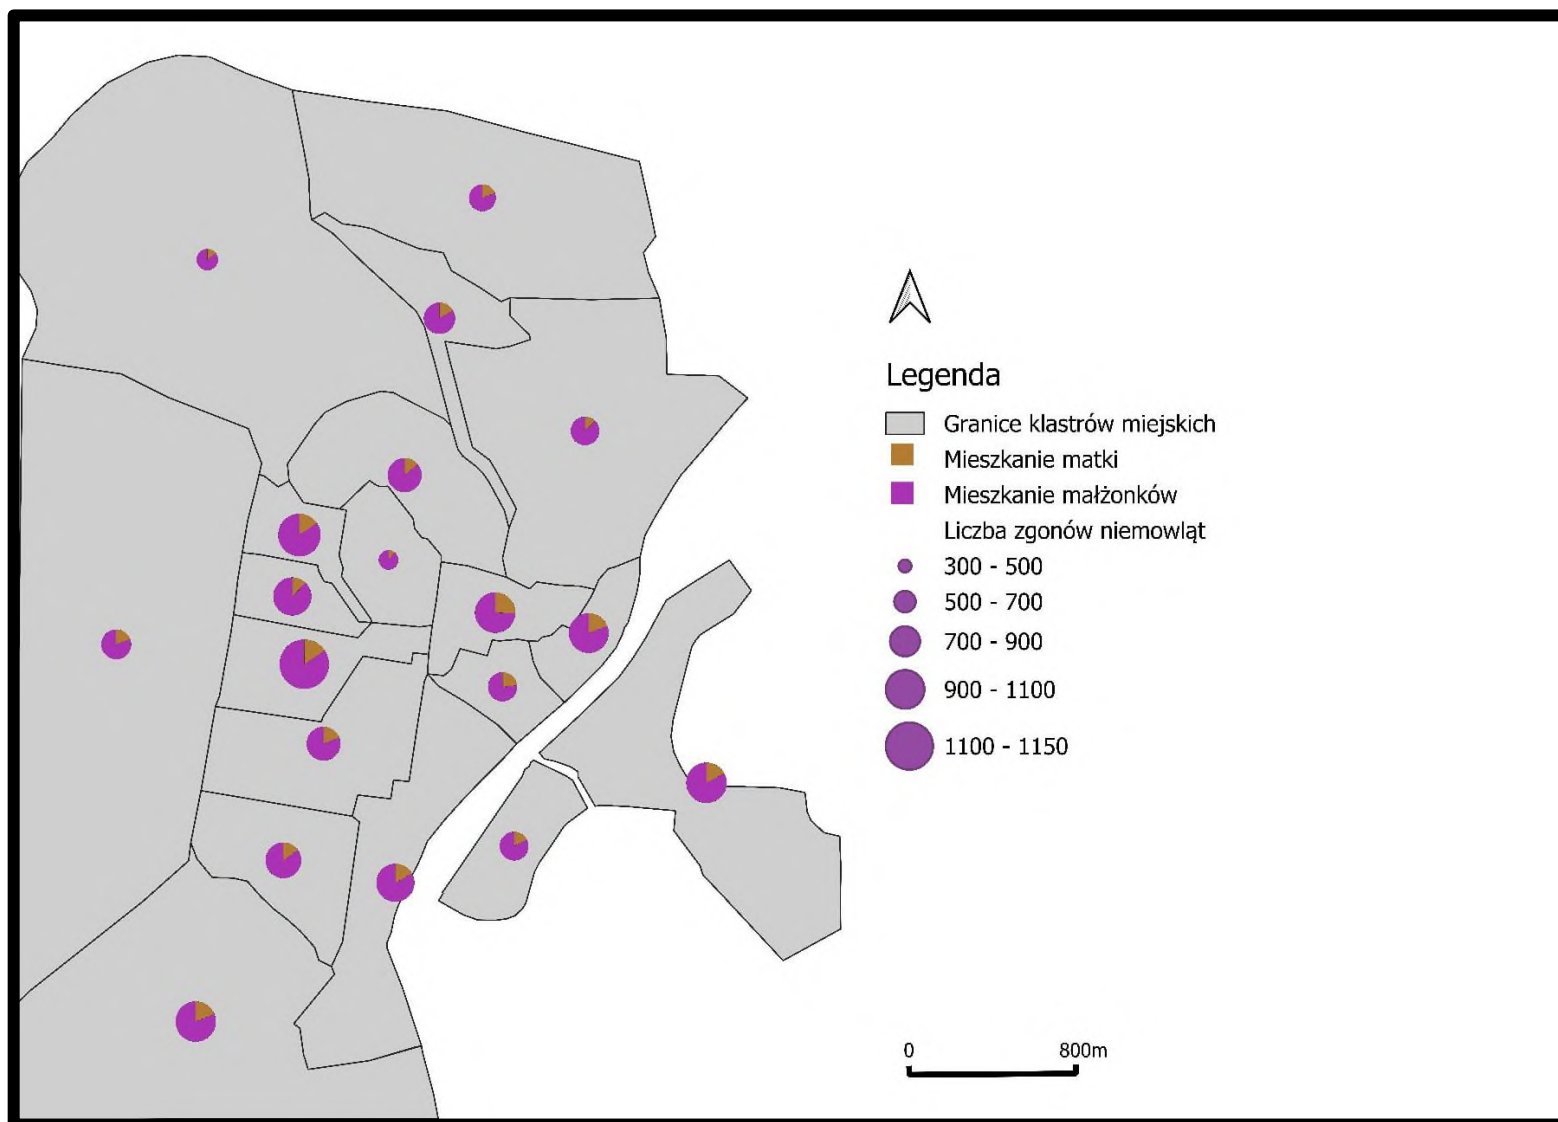 Legenda
Granice klastrów miejskich
Mieszkanie matki
Mieszkanie małżonków
Liczba zgonów niemowląt
300 - 500
500 - 700
700 - 900
900 - 1100
1100 - 1150
0 800m